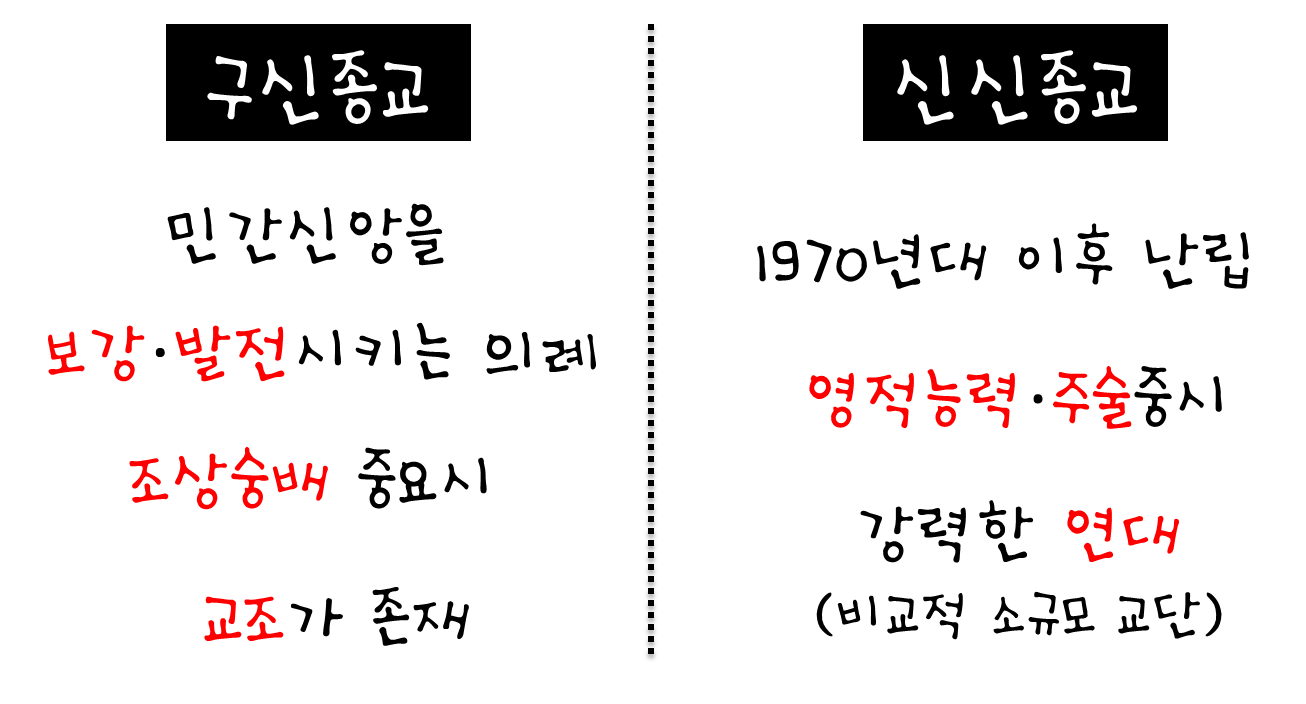 구신종교
민간신앙을
보강·발전시키는 의례
조상숭배 중요시
교조가 존재
신신종교
1970년대 이후 난립
영적능력·주술중시
강력한 연대
(비교적 소규모 교단)